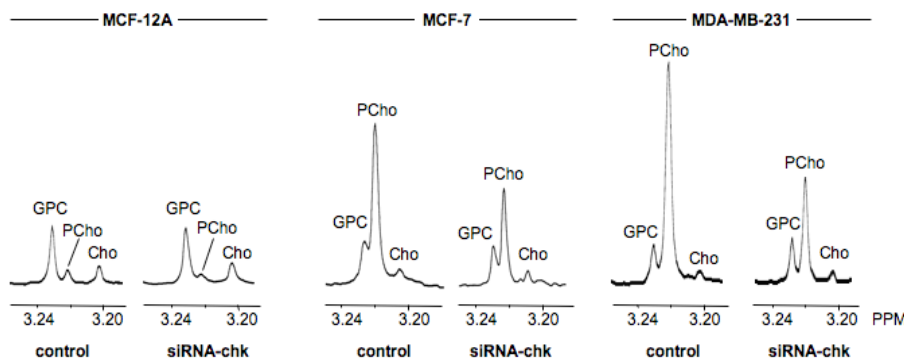 MCF-12A MCF-7 MDA-MB-231
PCho
PCho
PCho PCho
GPC GPC GPC GPC GPC GPC
PCho PCho
Cho Cho Cho Cho Cho Cho
3.24 3.20 3.24 3.20 3.24 3.20 3.24 3.20 3.24 3.20 3.24 3.20 PPM
control siRNA-chk control siRNA-chk control siRNA-chk